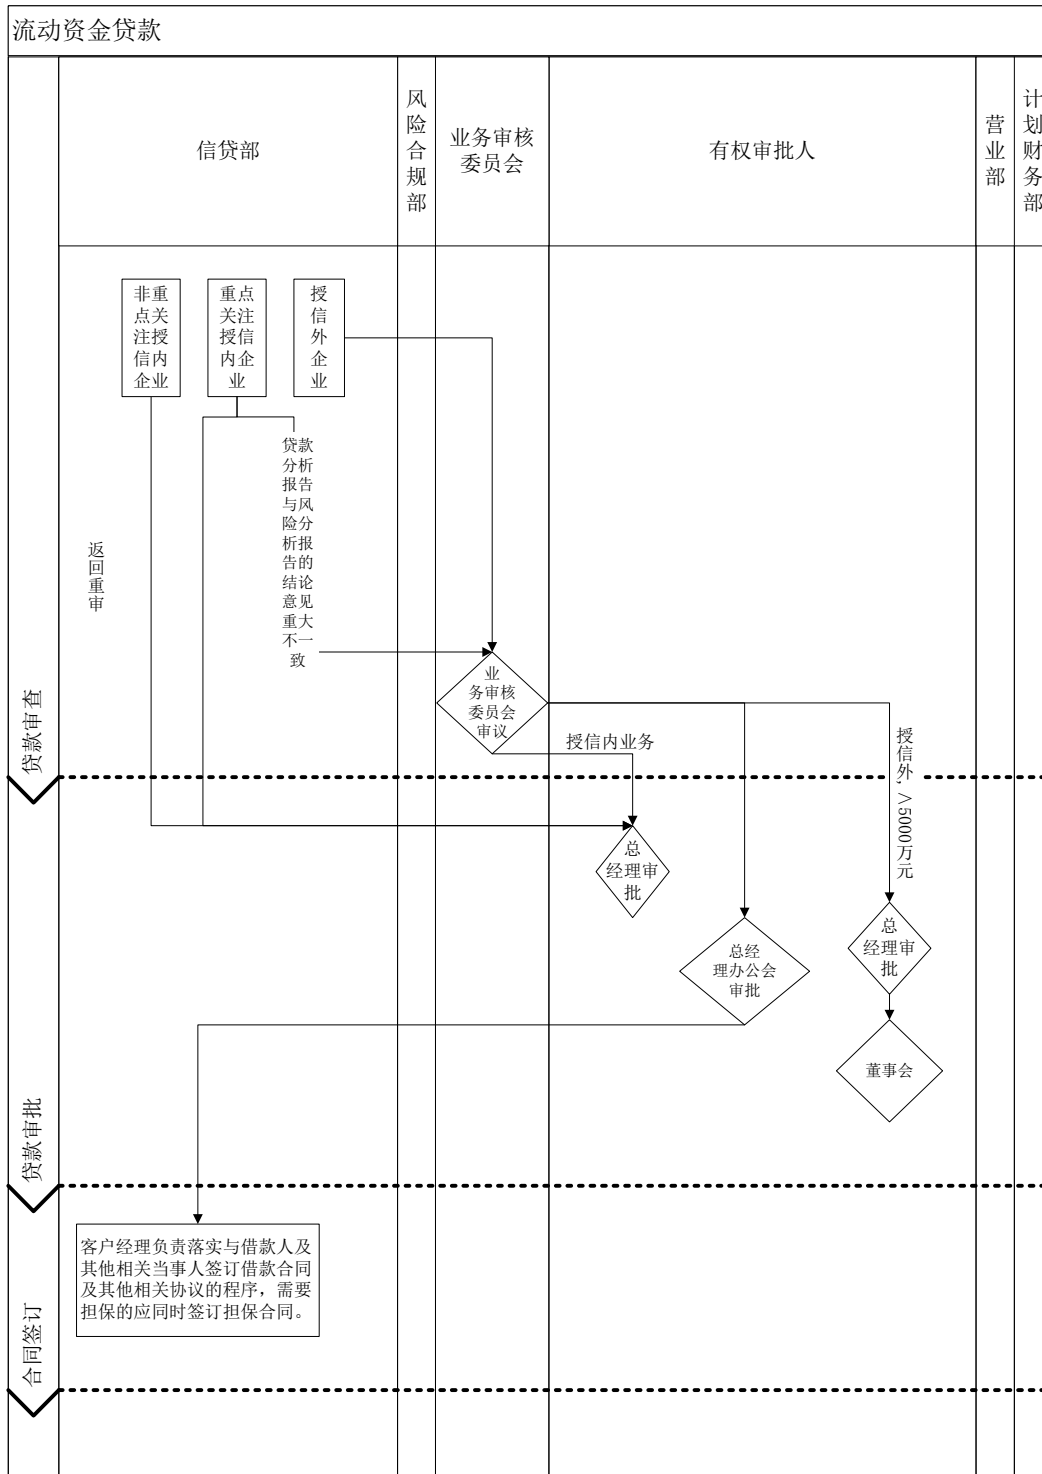 流动资金贷款
信贷部
风险合规部
业务审核
委员会
有权审批人
营业部
计划财务部
非重
点关
注授
信内
企业
重点
关注
授信
内企
业
授
信
外
企
业
贷款
分析
报告
与风
险分
析报
告的
结论
意见
重大
不一
致
返回重审
贷款审查
业
务审核
委员会
审议
授信内业务
授信外,>5000万元
总
经理审
批
总经
理办公会
审批
总
经理审
批
董事会
贷款审批
客户经理负责落实与借款人及
其他相关当事人签订借款合同
及其他相关协议的程序，需要
担保的应同时签订担保合同。
合同签订